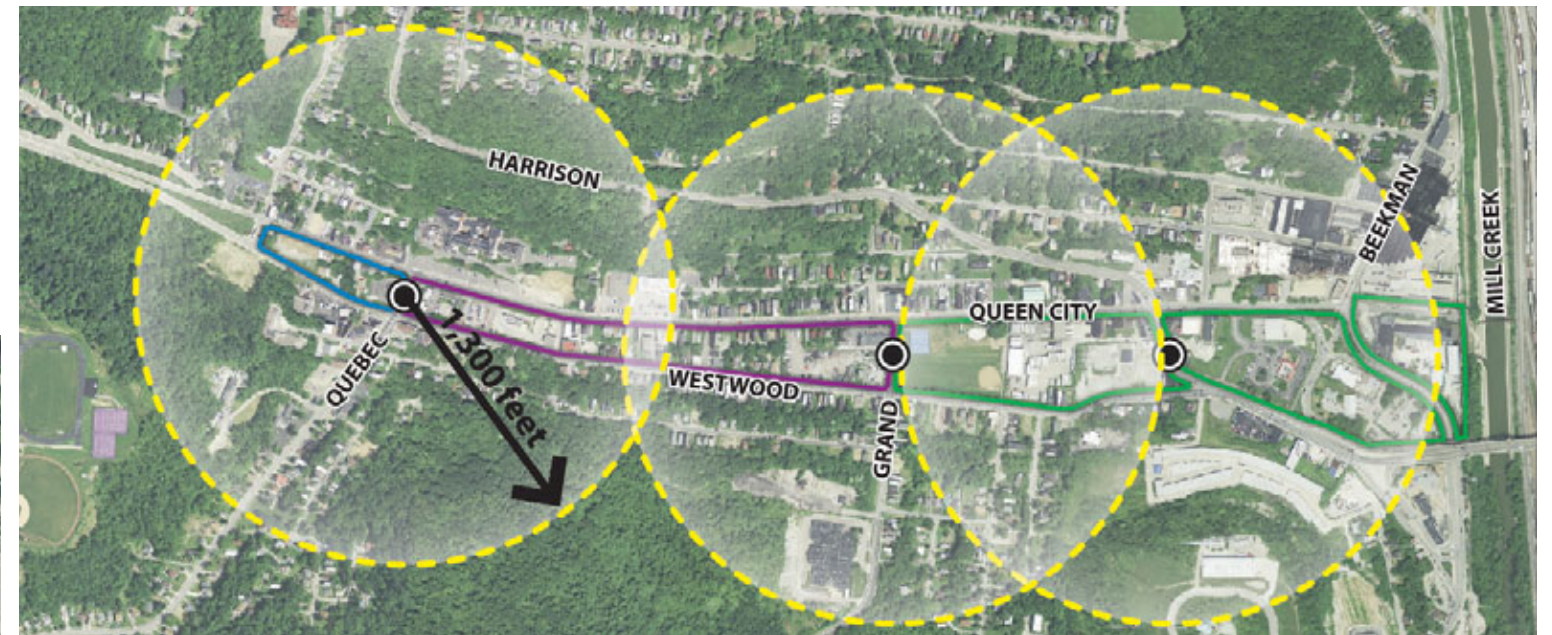 HARRISON
BEEKMAN
MILL CREEK
QUEEN CITY
1,300 feet
QUEBEC
WESTWOOD
GRAND